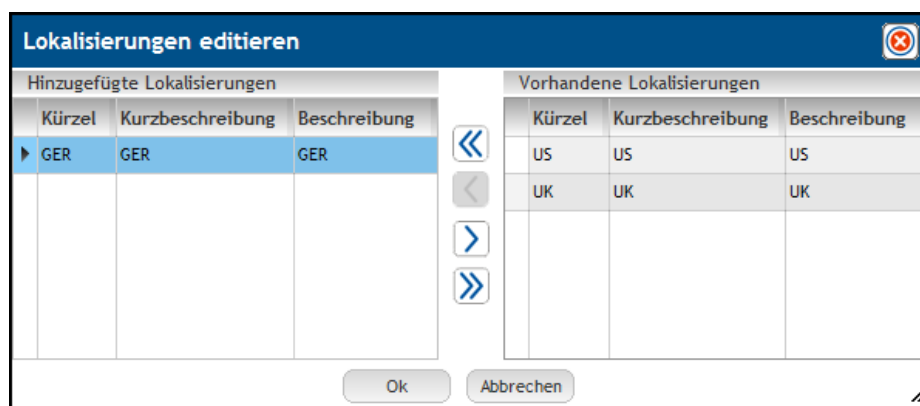 Lokalisierungen editieren
Hinzugefügte Lokalisierungen
Kürzel Kurzbeschreibung Beschreibung
GER GER GER
Vorhandene Lokalisierungen
Kürzel Kurzbeschreibung Beschreibung
US US US
UK UK UK
Ok Abbrechen